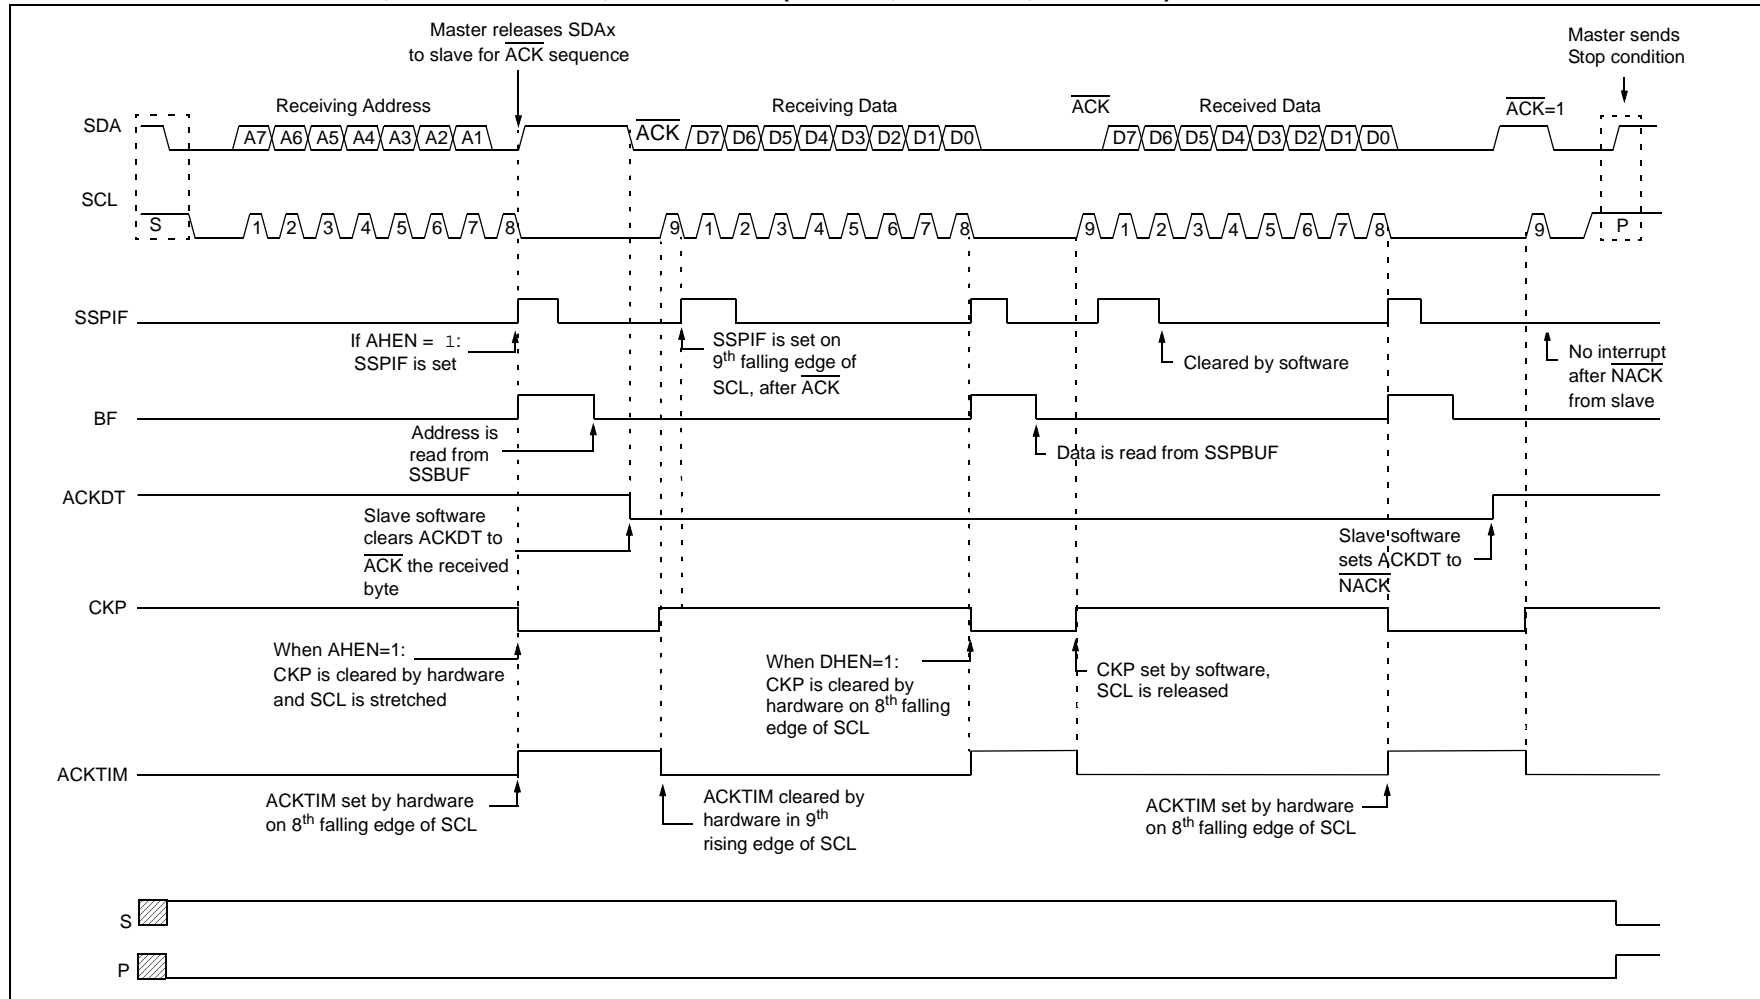 Master releases SDAx
to slave for ACK sequence
Master sends
Stop condition
Receiving Address
Receiving Data
ACK
Received Data
ACK=1
SDA
A7 A6 A5 A4 A3 A2 A1
ACK
D7 D6 D5 D4 D3 D2 D1 D0
D7 D6 D5 D4 D3 D2 D1 D0
SCL
S
1 2 3 4 5 6 7 8
9 1 2 3 4 5 6 7 8
9 1 2 3 4 5 6 7 8
9
P
SSPIF
If AHEN = 1:
SSPIF is set
SSPIF is set on
9th falling edge of
SCL, after ACK
Cleared by software
No interrupt
after NACK
from slave
BF
Address is
read from
SSBUF
Data is read from SSPBUF
ACKDT
Slave software
clears ACKDT to
ACK the received
byte
Slave software
sets ACKDT to
NACK
CKP
When AHEN=1:
CKP is cleared by hardware
and SCL is stretched
When DHEN=1:
CKP is cleared by
hardware on 8th falling
edge of SCL
CKP set by software,
SCL is released
ACKTIM
ACKTIM set by hardware
on 8th falling edge of SCL
ACKTIM cleared by
hardware in 9th
rising edge of SCL
ACKTIM set by hardware
on 8th falling edge of SCL
S
P